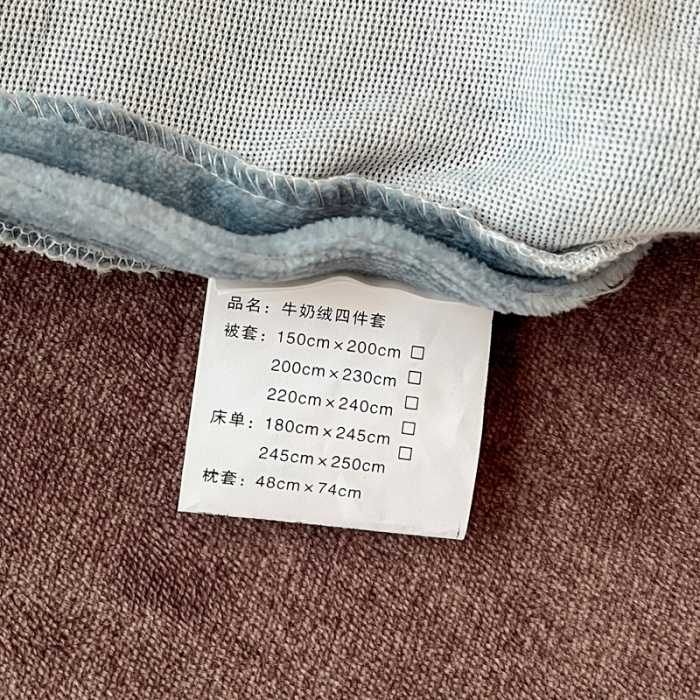 品名：牛奶绒四件套
被套：150cm×200cm □
200cm×230cm □
220cm×240cm □
床单：180cm×245cm □
245cm×250cm □
枕套：48cm×74cm